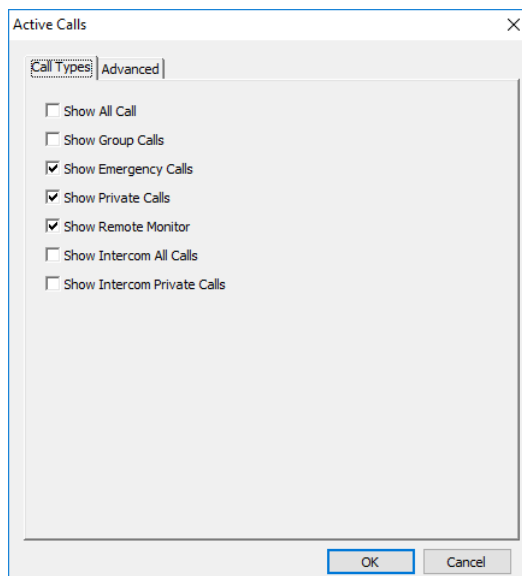 Active Calls
Call Types Advanced
Show All Call
Show Group Calls
Show Emergency Calls
Show Private Calls
Show Remote Monitor
Show Intercom All Calls
Show Intercom Private Calls
OK Cancel